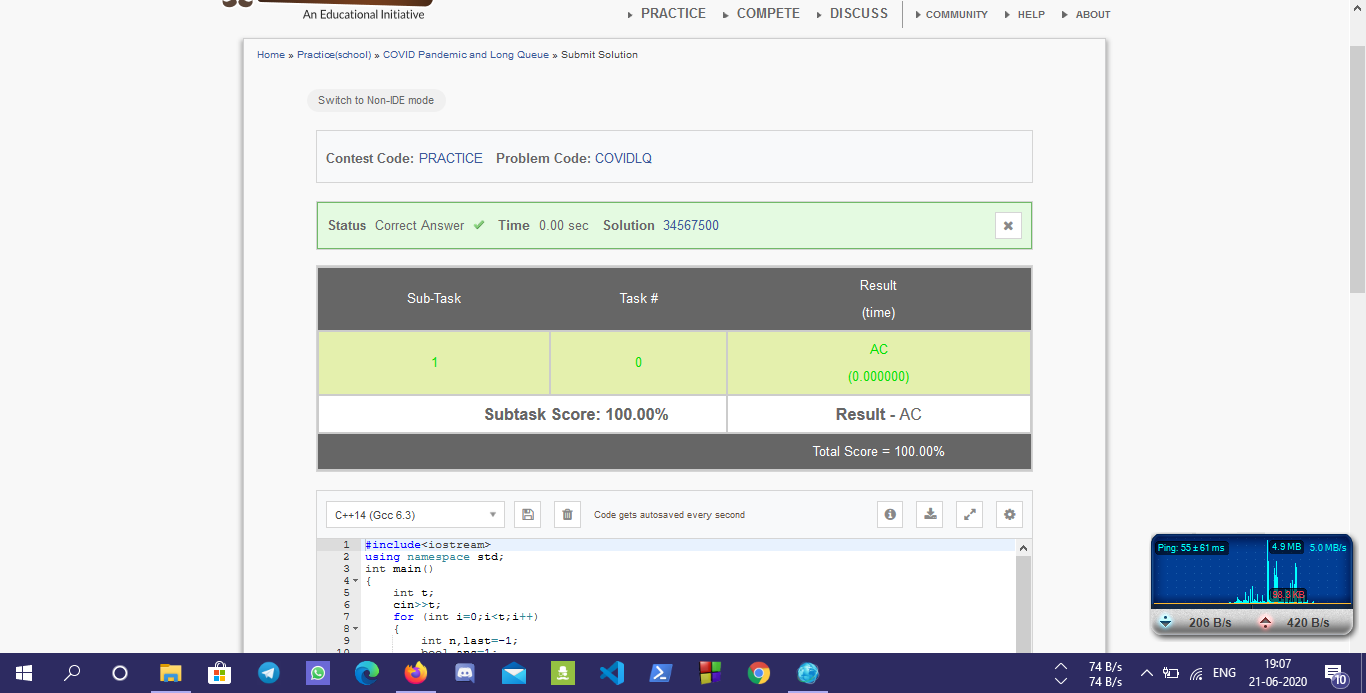 An Educational Initiative
PRACTICE COMPETE DISCUSS COMMUNITY HELP ABOUT
Home » Practice(school) » COVID Pandemic and Long Queue » Submit Solution
Switch to Non-IDE mode
Contest Code: PRACTICE Problem Code: COVIDLQ
Status Correct Answer ✔ Time 0.00 sec Solution 34567500
Sub-Task Task # Result
(time)
1 0 AC
(0.000000)
Subtask Score: 100.00% Result - AC
Total Score = 100.00%
C++14 (Gcc 6.3) Code gets autosaved every second
1 #include<iostream>
2 using namespace std;
3 int main()
4 {
5 int t;
6 cin>>t;
7 for (int i=0;i<t;i++)
8 {
9 int n,last=-1;
Ping: 55 ± 61 ms 4.9 MB 5.0 MB/s
206 B/s 420 B/s
74 B/s
74 B/s
ENG
19:07
21-06-2020
10